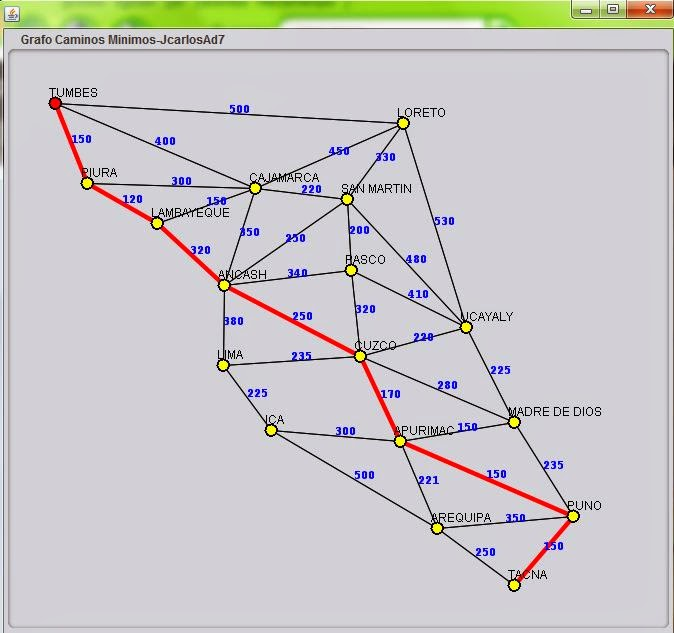 Grafo Caminos Minimos-JcarlosAd7
TUMBES
500
LORETO
150
400
450
330
PIURA
300
CAJAMARCA
220
SAN MARTIN
120
150
LAMBAYEQUE
530
350
250
200
320
480
PASCO
ANCASH
340
410
250
320
UCAYALY
380
220
CUZCO
LIMA
235
225
280
225
170
MADRE DE DIOS
ICA
300
APURIMAC
150
235
500
221
150
PUNO
AREQUIPA
350
250
150
TACNA